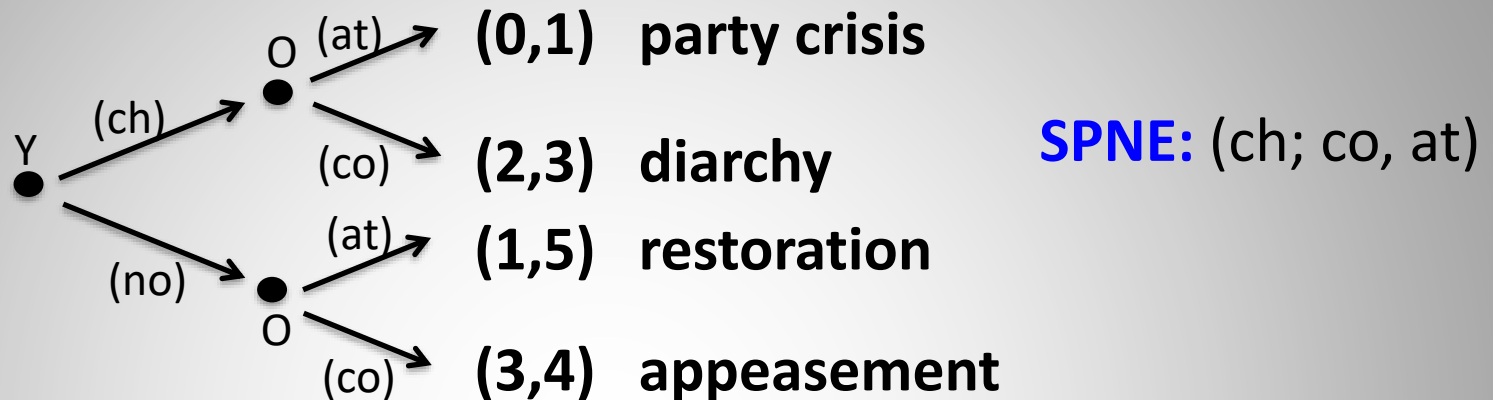 O (at) (0,1) party crisis
(ch)
Y (co) (2,3) diarchy SPNE: (ch; co, at)
(at) (1,5) restoration
(no)
O
(co) (3,4) appeasement